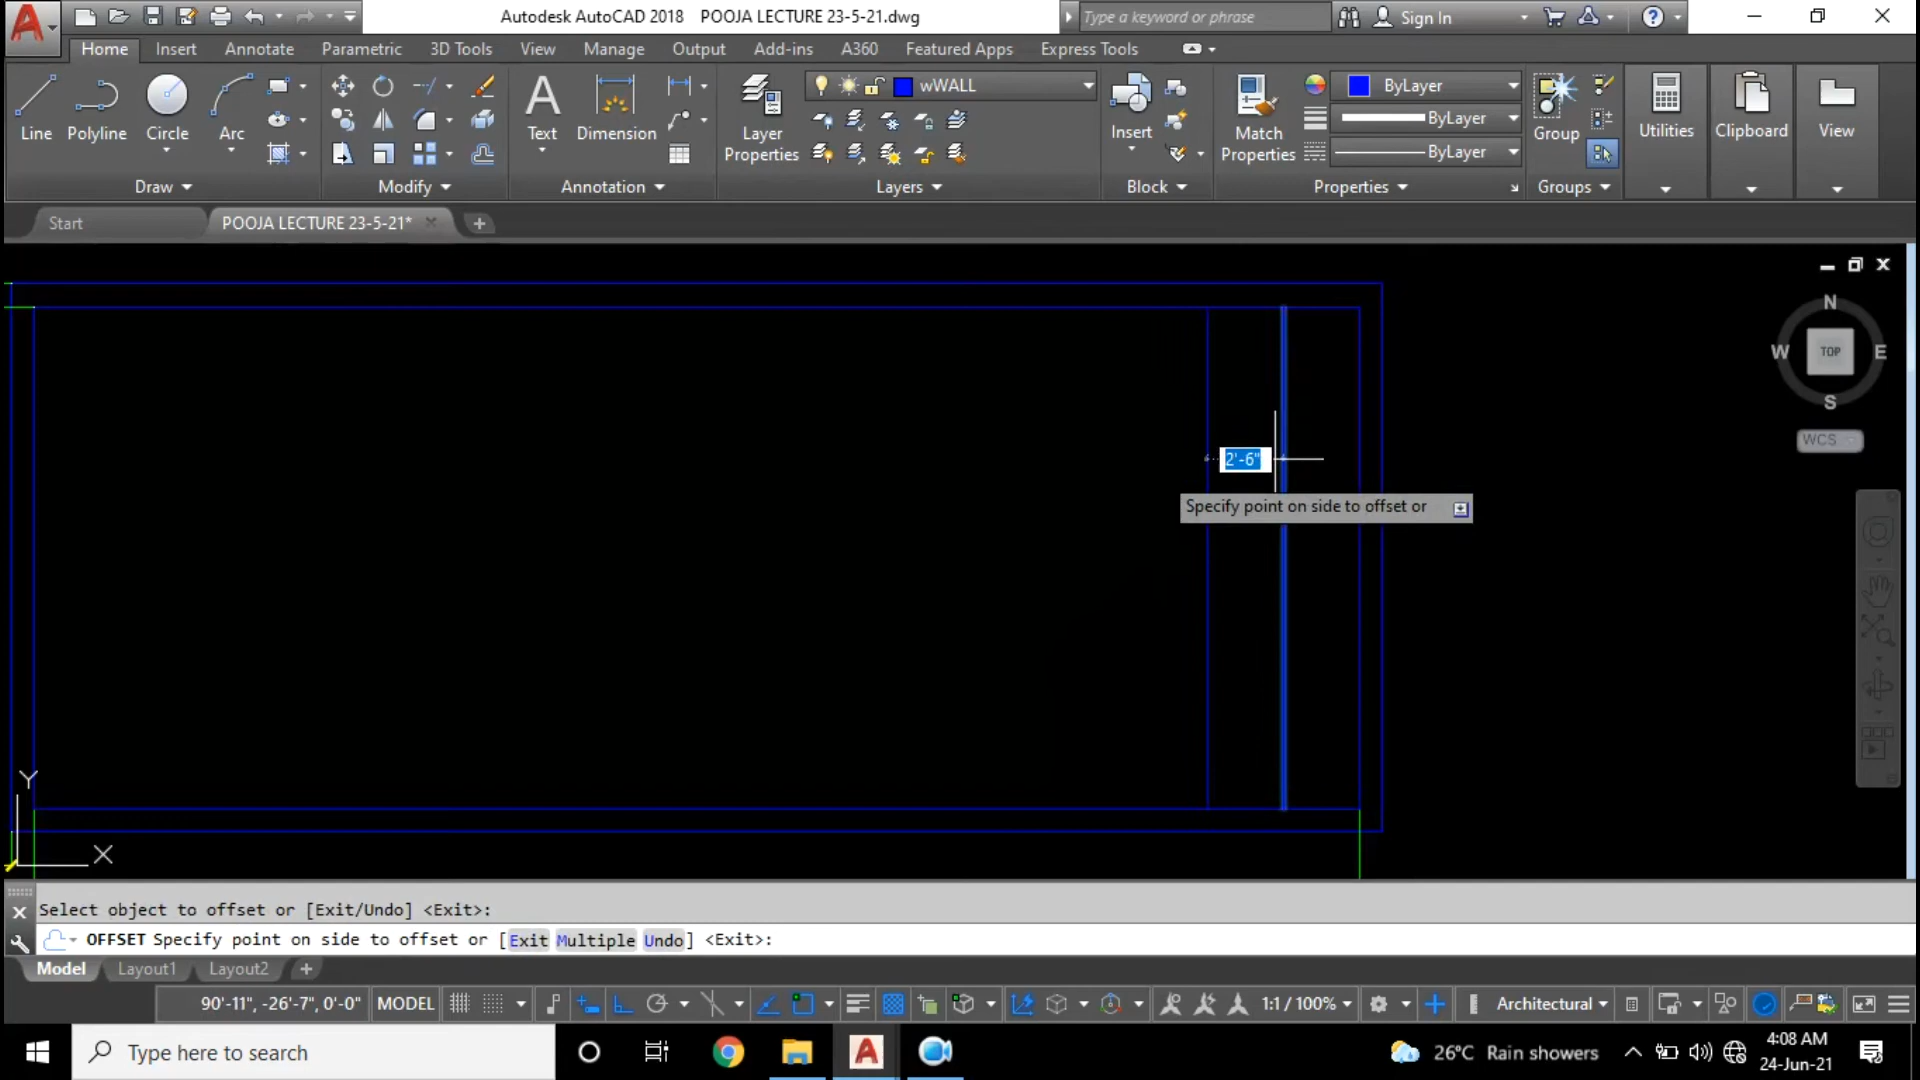 Autodesk AutoCAD 2018 POOJA LECTURE 23-5-21.dwg
Type a keyword or phrase
Sign In
Home Insert Annotate Parametric 3D Tools View Manage Output Add-ins A360 Featured Apps Express Tools
wWALL
ByLayer
ByLayer
ByLayer
Line Polyline Circle Arc
Text Dimension
Layer Properties
Insert
Match Properties
Group
Utilities
Clipboard
View
Draw Modify Annotation Layers Block Properties Groups
Start POOJA LECTURE 23-5-21*
N
W TOP E
S
WCS
2'-6"
Specify point on side to offset or
Y
X
Select object to offset or [Exit/Undo] <Exit>:
OFFSET Specify point on side to offset or [Exit Multiple Undo] <Exit>:
Model Layout1 Layout2
90'-11", -26'-7", 0'-0" MODEL 1:1 / 100% Architectural
Type here to search
26°C Rain showers
4:08 AM
24-Jun-21